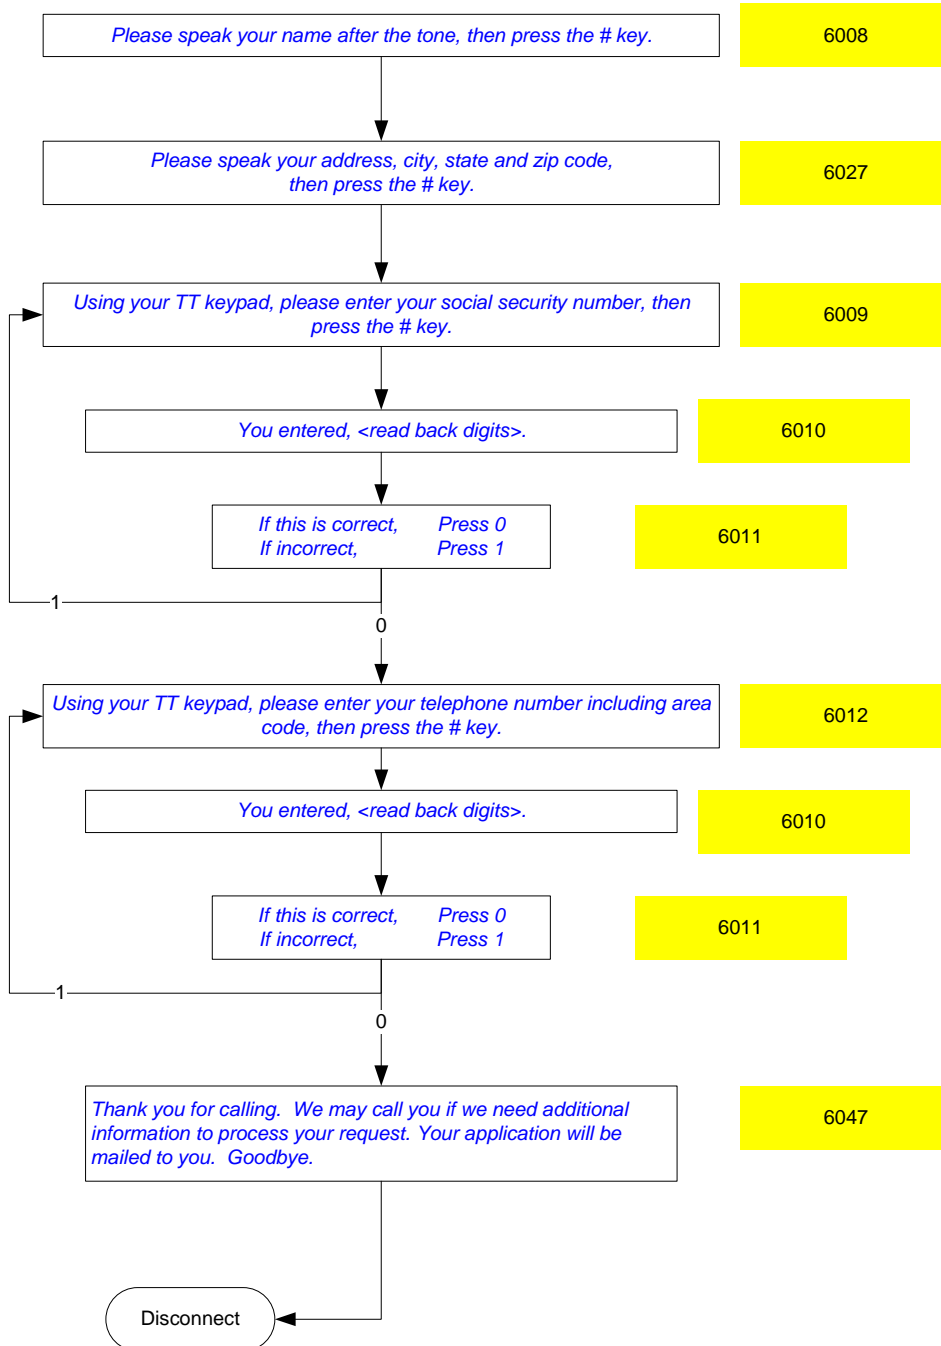 Please speak your name after the tone, then press the # key.
6008
Please speak your address, city, state and zip code,
then press the # key.
6027
Using your TT keypad, please enter your social security number, then
press the # key.
6009
You entered, <read back digits>.
6010
If this is correct, Press 0
If incorrect, Press 1
6011
1
0
Using your TT keypad, please enter your telephone number including area
code, then press the # key.
6012
You entered, <read back digits>.
6010
If this is correct, Press 0
If incorrect, Press 1
6011
1
0
Thank you for calling. We may call you if we need additional
information to process your request. Your application will be
mailed to you. Goodbye.
6047
Disconnect